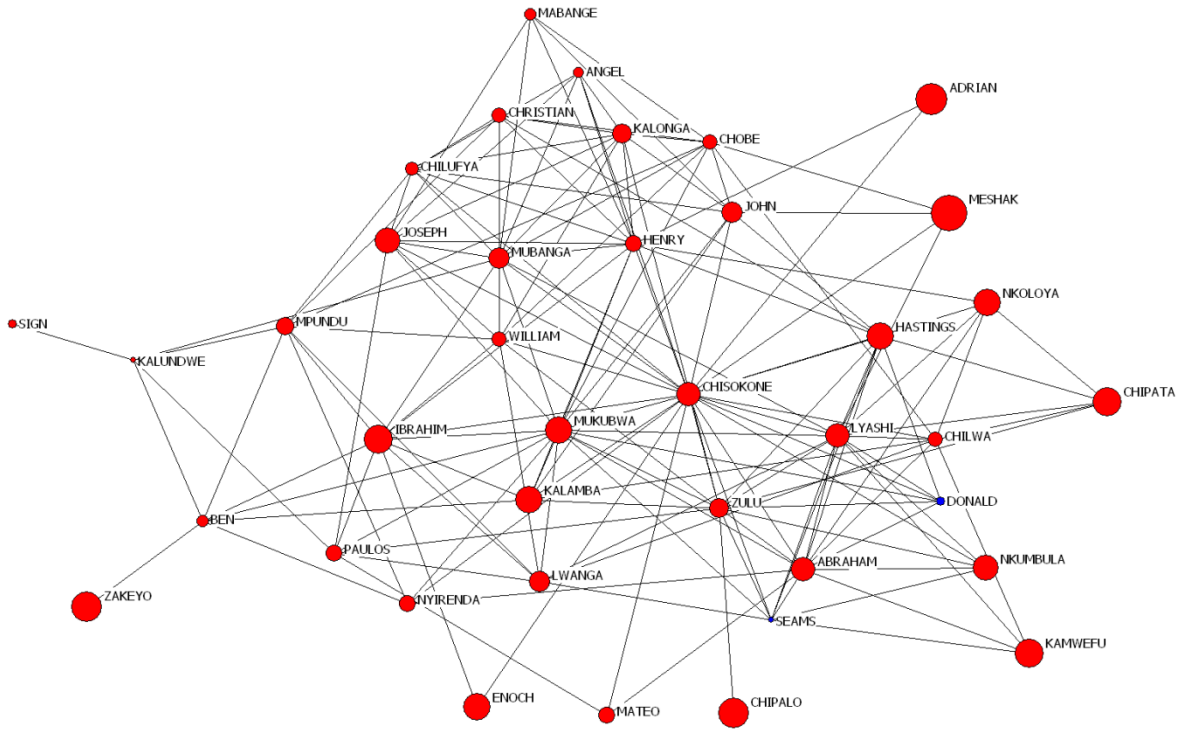 MABANGE
ANGEL
ADRIAN
CHRISTIAN
KALONGA
CHOBE
CHILUFYA
MESHAK
JOHN
JOSEPH
HENRY
MUBANGA
NKOLOYA
SIGN
MPUNDU
HASTINGS
WILLIAM
KALUNDWE
CHISOKONE
CHIPATA
MUKUBWA
IBRAHIM
LYASHI
CHILWA
KALAMBA
ZULU
DONALD
BEN
PAULOS
ABRAHAM
NKUMBULA
LWANGA
NYIRENDA
ZAKEYO
SEAMS
KAMWEFU
ENOCH
CHIPALO
MATEO